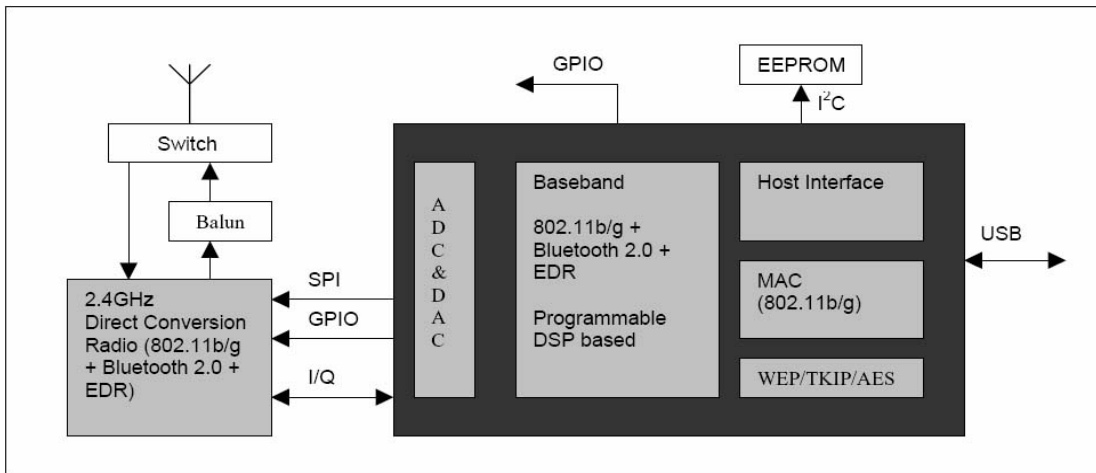 GPIO
EEPROM
I²C
Switch
Balun
2.4GHz
Direct Conversion
Radio (802.11b/g
+ Bluetooth 2.0 +
EDR)
SPI
GPIO
I/Q
A
D
C
&
D
A
C
Baseband
802.11b/g +
Bluetooth 2.0 +
EDR
Programmable
DSP based
Host Interface
MAC
(802.11b/g)
WEP/TKIP/AES
USB